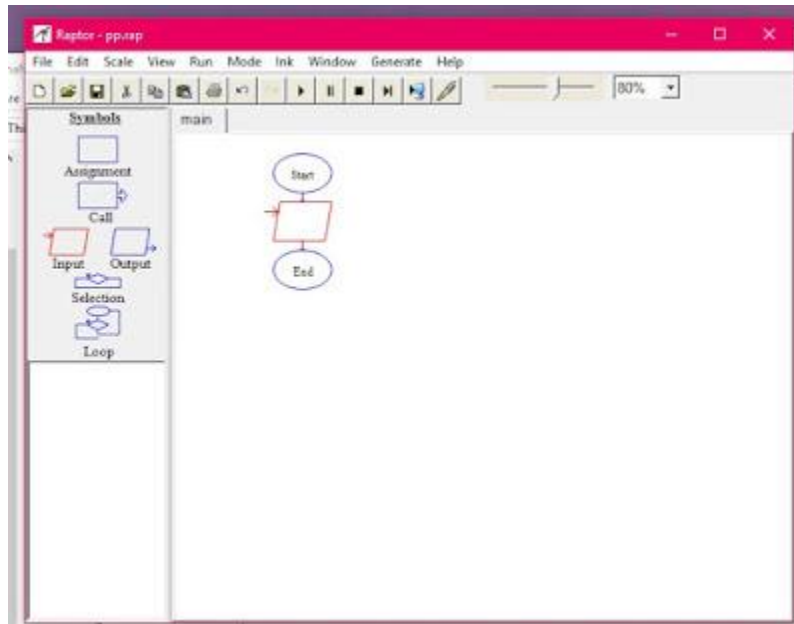 Raptor - pp.rap
File Edit Scale View Run Mode Ink Window Generate Help
80%
Symbols
main
Assignment
Call
Input Output
Selection
Loop
Start
End